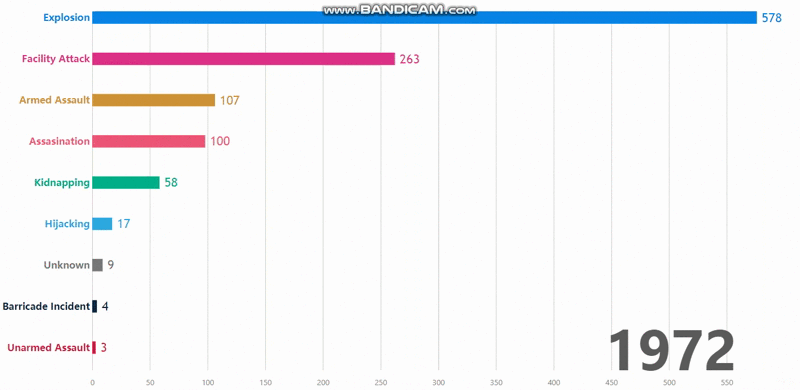 www.BANDICAM.com
Explosion 578
Facility Attack 263
Armed Assault 107
Assasination 100
Kidnapping 58
Hijacking 17
Unknown 9
Barricade Incident 4
Unarmed Assault 3
1972
0 50 100 150 200 250 300 350 400 450 500 550